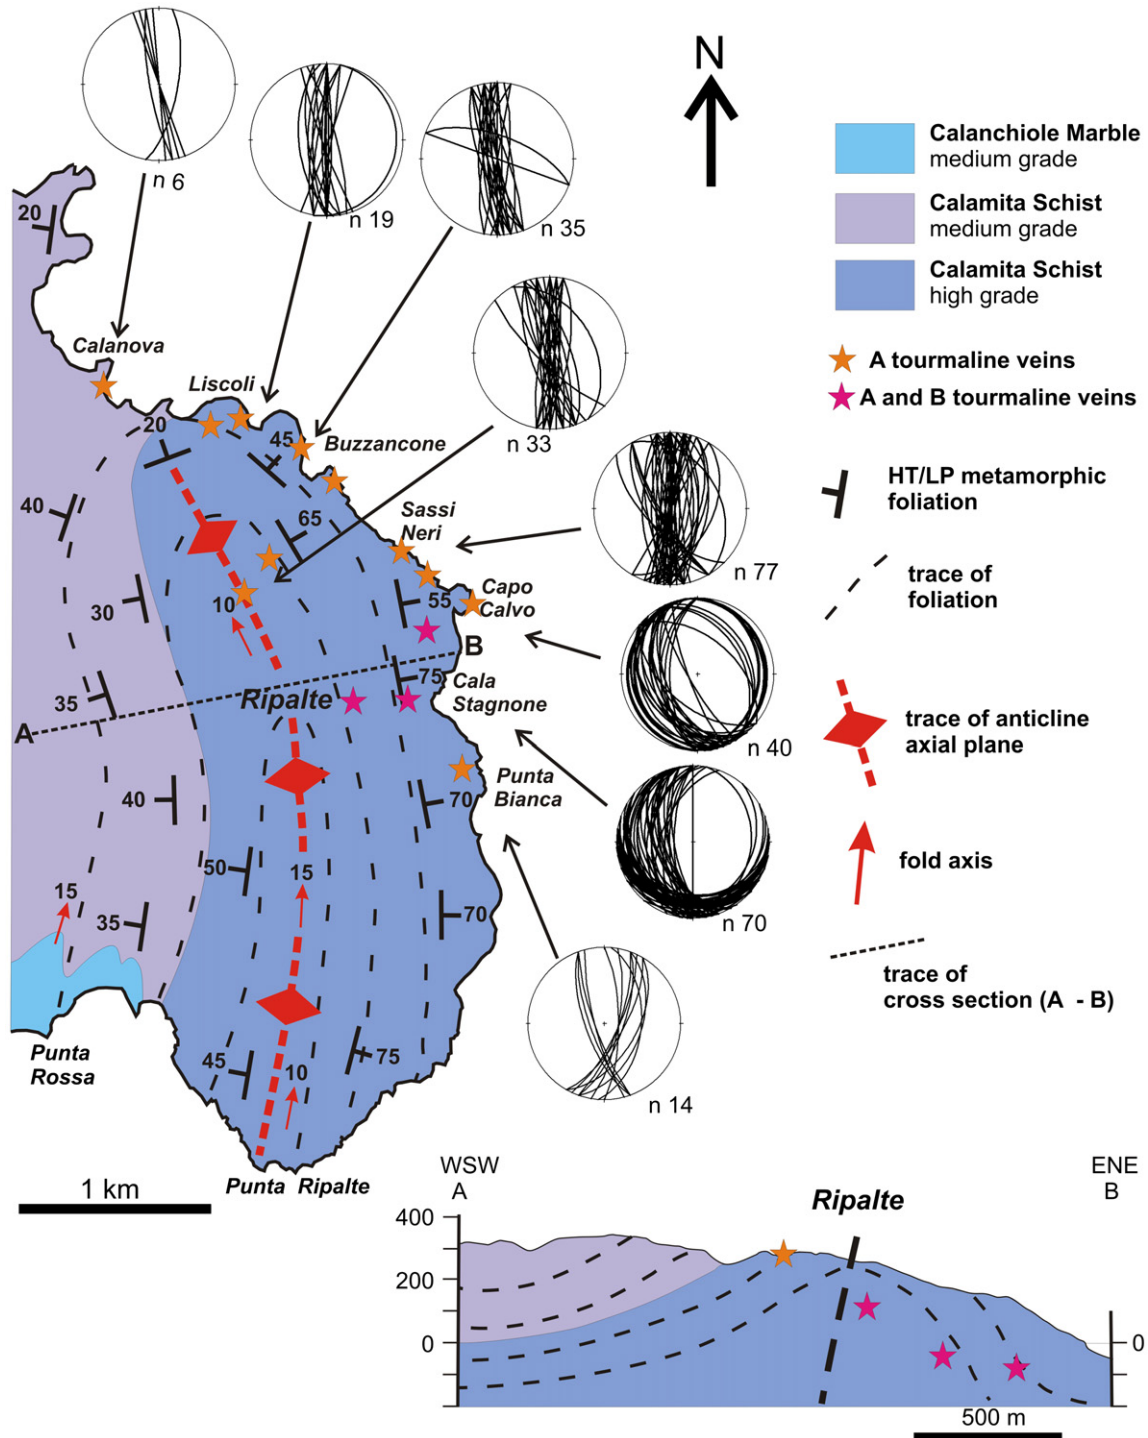 N
n 6
n 19
n 35
n 33
n 77
n 40
n 70
n 14
Calanchiole Marble
medium grade
Calamita Schist
medium grade
Calamita Schist
high grade
A tourmaline veins
A and B tourmaline veins
HT/LP metamorphic
foliation
trace of
foliation
trace of anticline
axial plane
fold axis
trace of
cross section (A - B)
20
Calanova
Liscoli
20
45
Buzzancone
40
65
Sassi
Neri
30
10
55
Capo
Calvo
B
35
Ripalte
75
Cala
Stagnone
A
40
70
Punta
Bianca
50
15
15
35
70
45
10
75
Punta
Rossa
Punta Ripalte
1 km
WSW
A
ENE
B
Ripalte
400
200
0
0
500 m